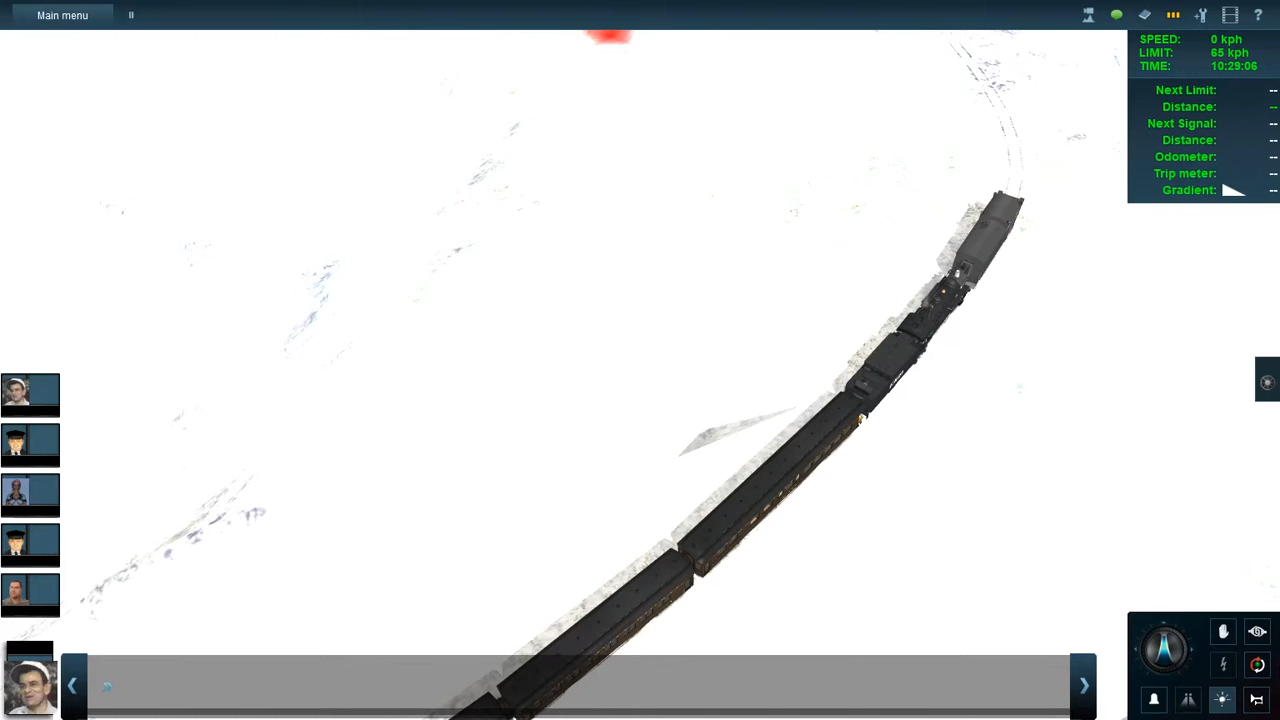 Main menu
SPEED: 0 kph
LIMIT: 65 kph
TIME: 10:29:06
Next Limit: --
Distance: --
Next Signal: --
Distance: --
Odometer: --
Trip meter: --
Gradient: --